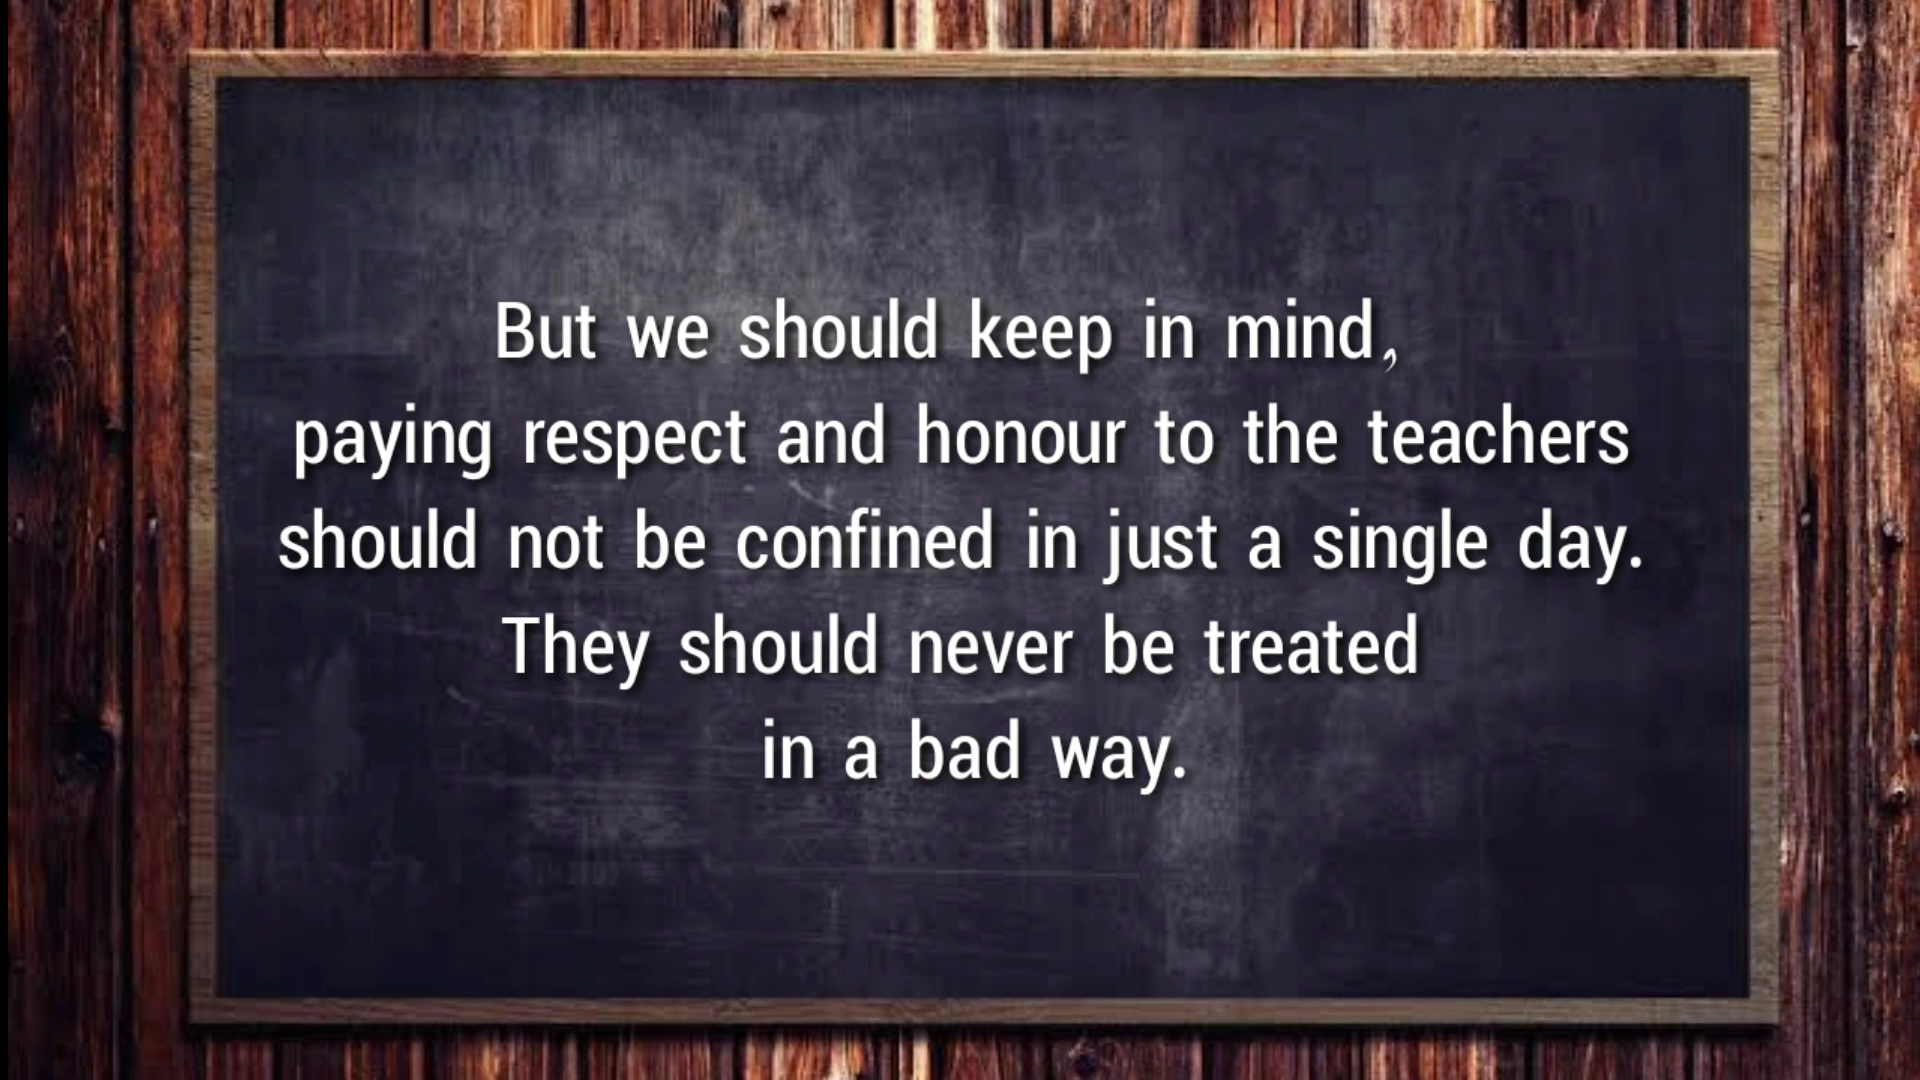 But we should keep in mind,
paying respect and honour to the teachers
should not be confined in just a single day.
They should never be treated
in a bad way.